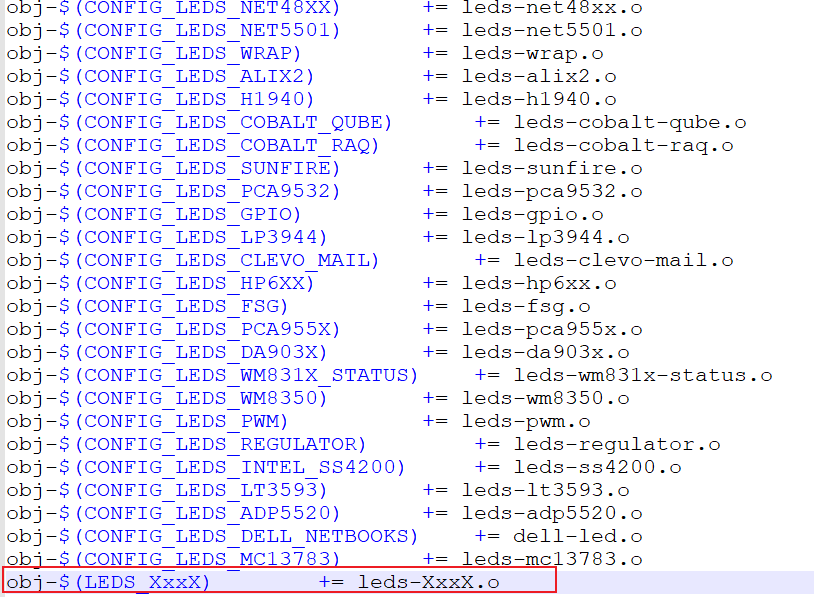 obj-$(CONFIG_LEDS_NET48XX) += leds-net48xx.o
obj-$(CONFIG_LEDS_NET5501) += leds-net5501.o
obj-$(CONFIG_LEDS_WRAP) += leds-wrap.o
obj-$(CONFIG_LEDS_ALIX2) += leds-alix2.o
obj-$(CONFIG_LEDS_H1940) += leds-h1940.o
obj-$(CONFIG_LEDS_COBALT_QUBE) += leds-cobalt-qube.o
obj-$(CONFIG_LEDS_COBALT_RAQ) += leds-cobalt-raq.o
obj-$(CONFIG_LEDS_SUNFIRE) += leds-sunfire.o
obj-$(CONFIG_LEDS_PCA9532) += leds-pca9532.o
obj-$(CONFIG_LEDS_GPIO) += leds-gpio.o
obj-$(CONFIG_LEDS_LP3944) += leds-lp3944.o
obj-$(CONFIG_LEDS_CLEVO_MAIL) += leds-clevo-mail.o
obj-$(CONFIG_LEDS_HP6XX) += leds-hp6xx.o
obj-$(CONFIG_LEDS_FSG) += leds-fsg.o
obj-$(CONFIG_LEDS_PCA955X) += leds-pca955x.o
obj-$(CONFIG_LEDS_DA903X) += leds-da903x.o
obj-$(CONFIG_LEDS_WM831X_STATUS) += leds-wm831x-status.o
obj-$(CONFIG_LEDS_WM8350) += leds-wm8350.o
obj-$(CONFIG_LEDS_PWM) += leds-pwm.o
obj-$(CONFIG_LEDS_REGULATOR) += leds-regulator.o
obj-$(CONFIG_LEDS_INTEL_SS4200) += leds-ss4200.o
obj-$(CONFIG_LEDS_LT3593) += leds-lt3593.o
obj-$(CONFIG_LEDS_ADP5520) += leds-adp5520.o
obj-$(CONFIG_LEDS_DELL_NETBOOKS) += dell-led.o
obj-$(CONFIG_LEDS_MC13783) += leds-mc13783.o
obj-$(LEDS_XxxX) += leds-XxxX.o